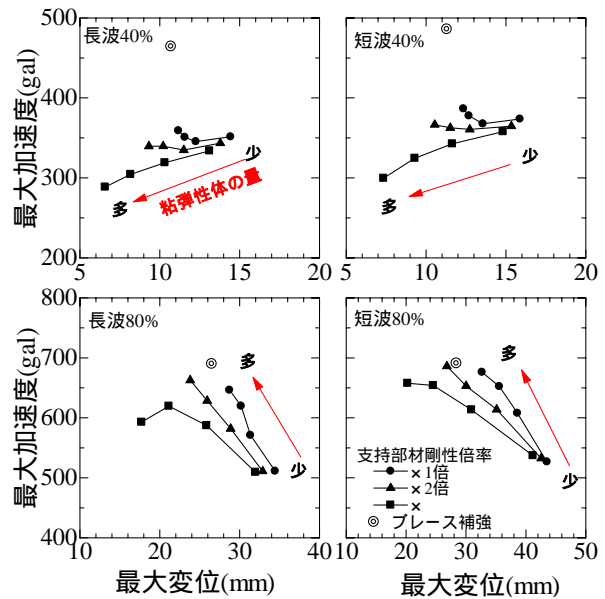 長波40%
短波40%
500
400
300
200
最大加速度(gal)
少
多
粘弾性体の量
少
多
5
10
15
20
5
10
15
20
長波80%
短波80%
800
700
600
500
400
最大加速度(gal)
多
少
多
少
支持部材剛性倍率
×1倍
×2倍
×
ブレース補強
10
20
30
40
10
20
30
40
50
最大変位(mm)
最大変位(mm)